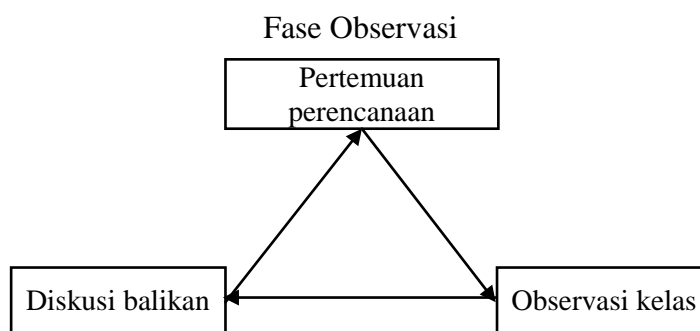 Fase Observasi
Pertemuan
perencanaan
Diskusi balikan
Observasi kelas